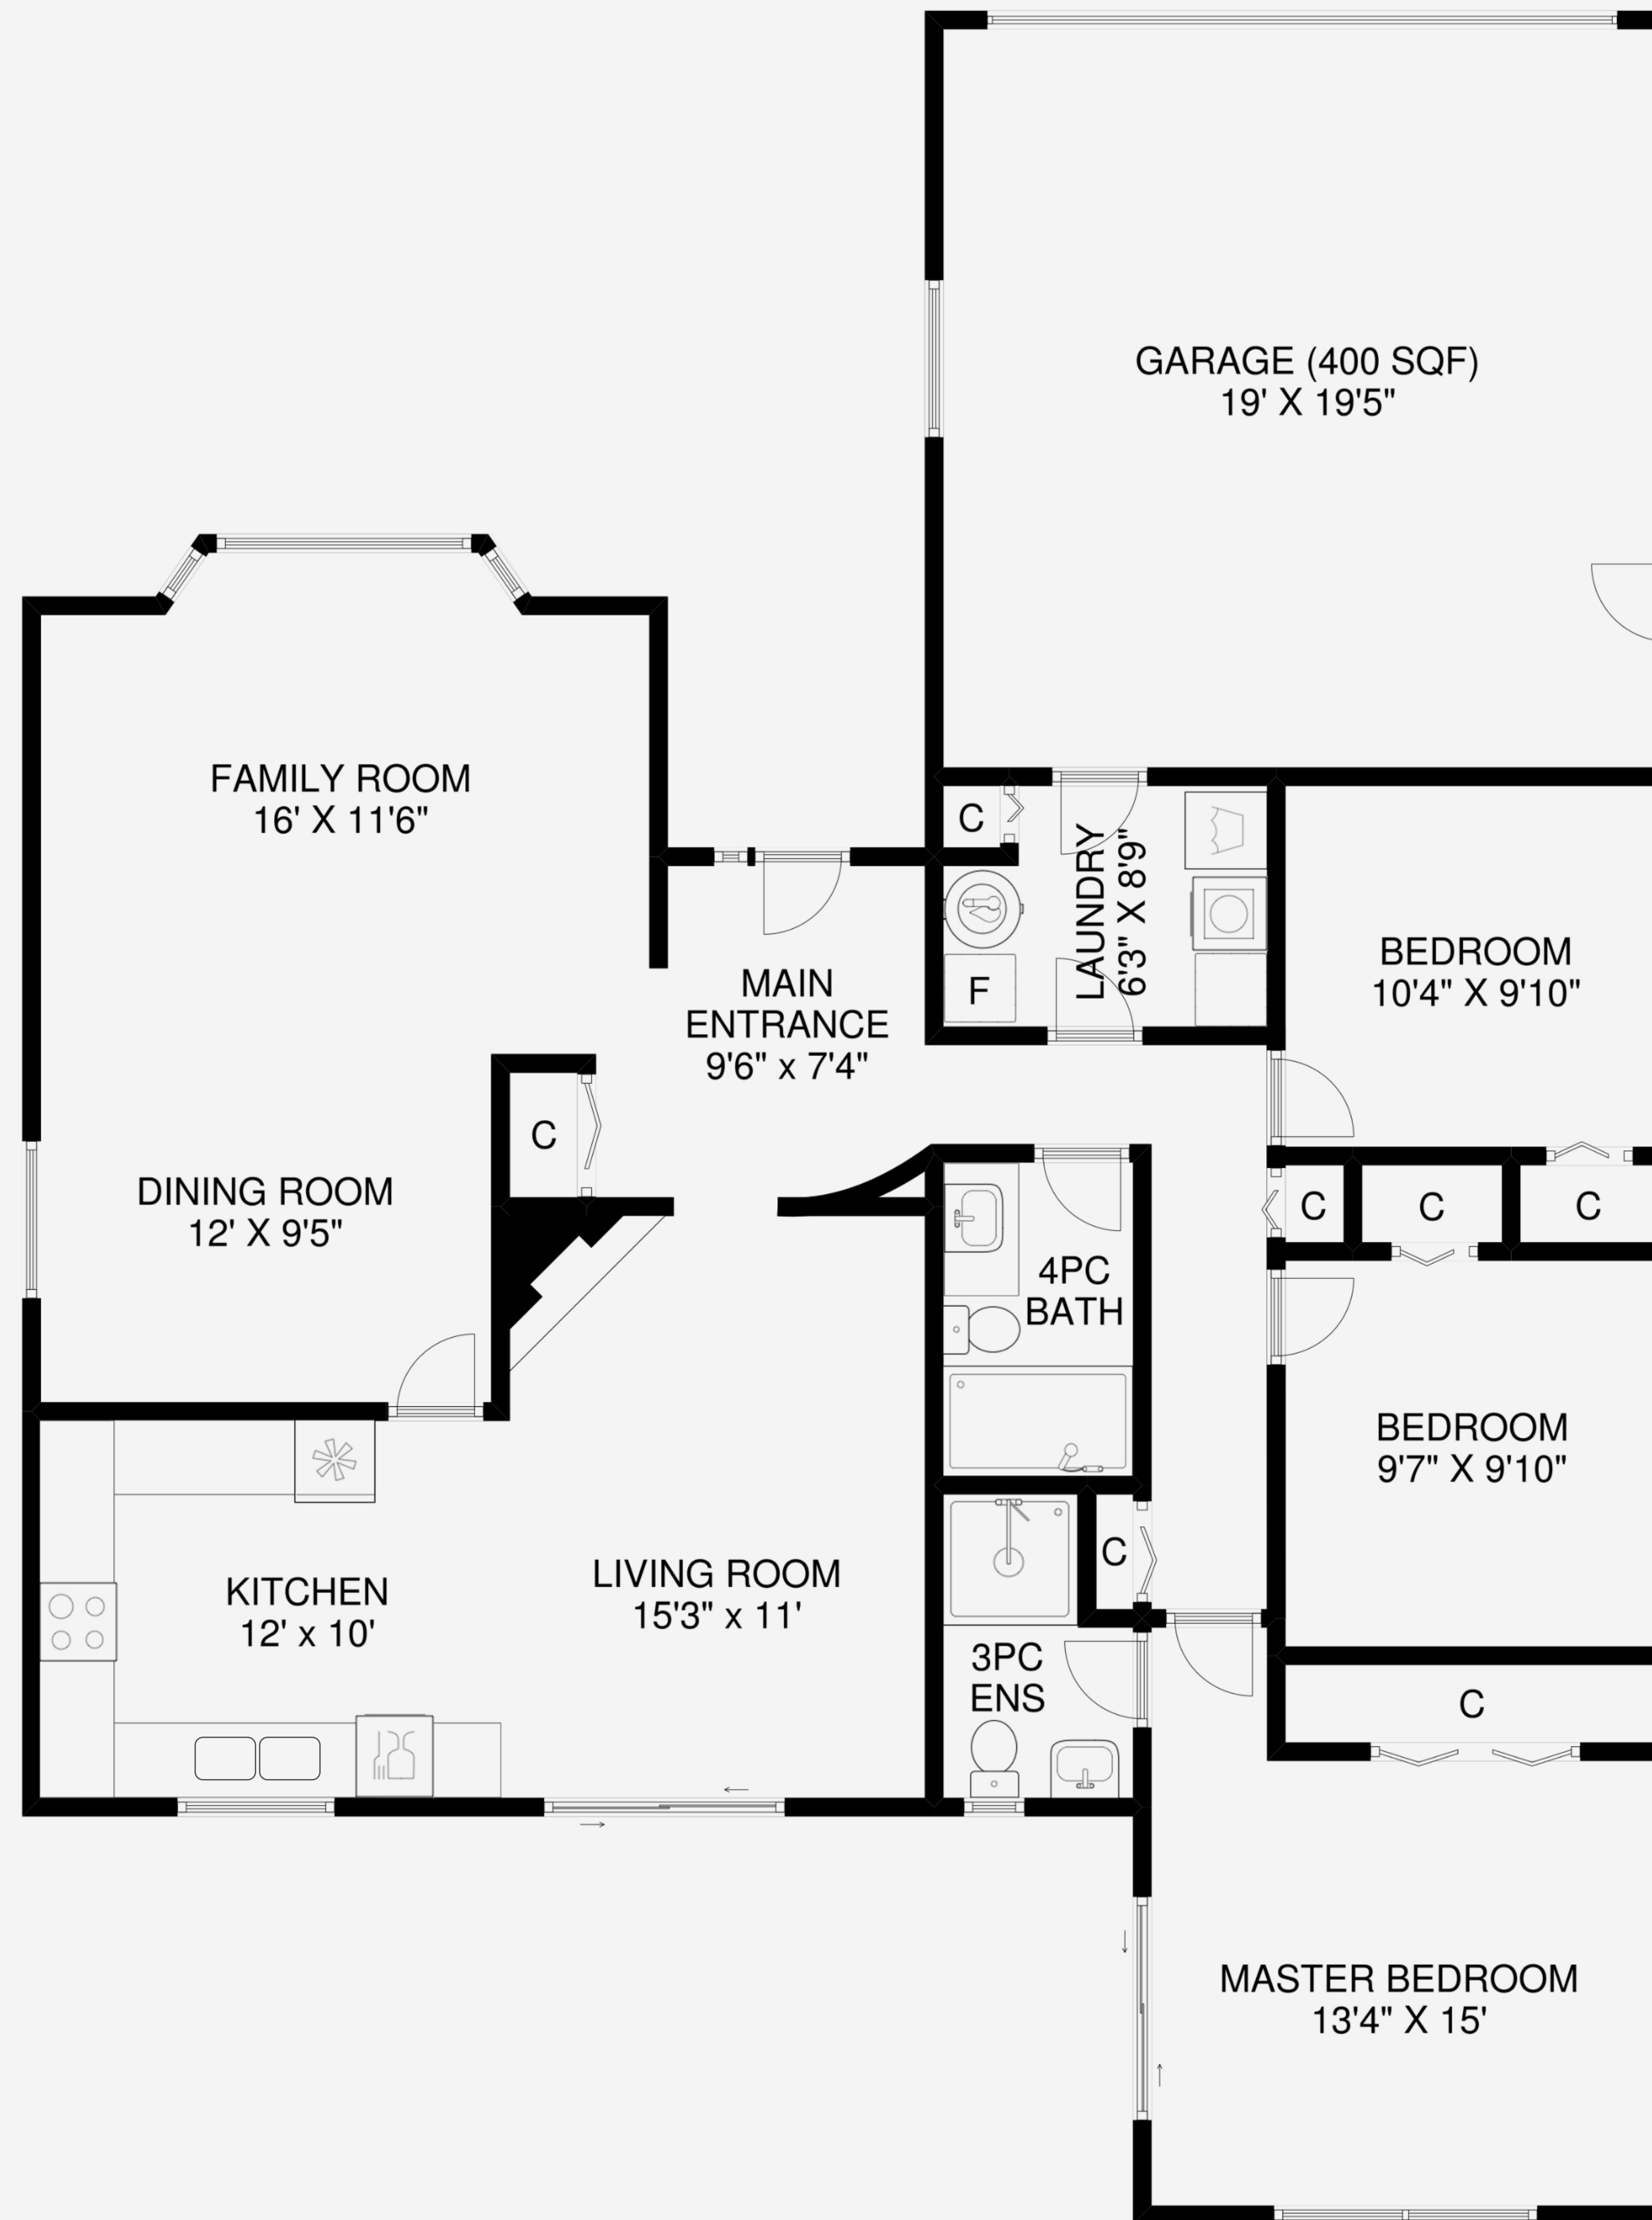 GARAGE (400 SQF)
19' X 19'5"
FAMILY ROOM
16' X 11'6"
C
LAUNDRY
6'3" X 8'9"
F
MAIN
ENTRANCE
9'6" x 7'4"
BEDROOM
10'4" X 9'10"
C
DINING ROOM
12' X 9'5"
C
C
C
4PC
BATH
BEDROOM
9'7" X 9'10"
C
KITCHEN
12' x 10'
LIVING ROOM
15'3" x 11'
3PC
ENS
C
MASTER BEDROOM
13'4" X 15'